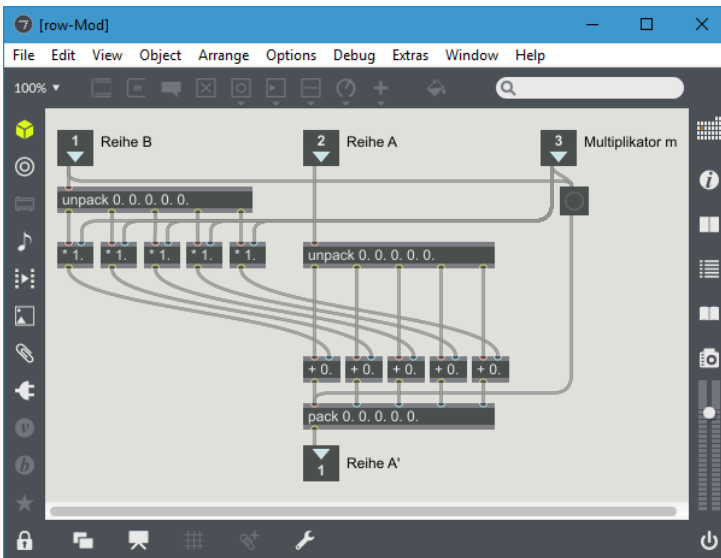 [row-Mod]
File Edit View Object Arrange Options Debug Extras Window Help
100%
1 Reihe B
2 Reihe A
3 Multiplikator m
unpack 0. 0. 0. 0. 0.
* 1. * 1. * 1. * 1. * 1.
unpack 0. 0. 0. 0. 0.
+ 0. + 0. + 0. + 0. + 0.
pack 0. 0. 0. 0. 0.
1 Reihe A'